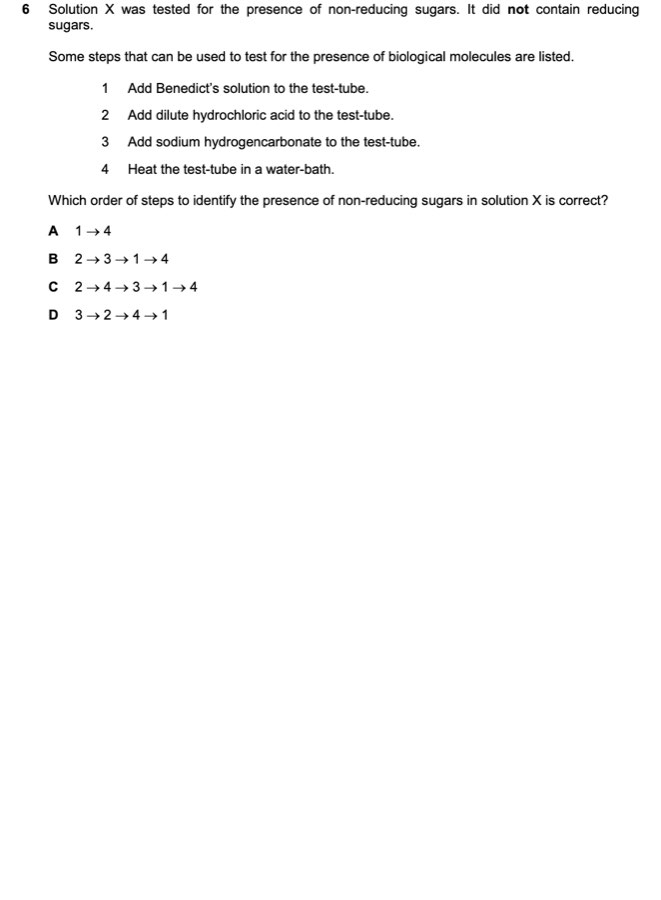 6 Solution X was tested for the presence of non-reducing sugars. It did not contain reducing
sugars.
Some steps that can be used to test for the presence of biological molecules are listed.
1 Add Benedict's solution to the test-tube.
2 Add dilute hydrochloric acid to the test-tube.
3 Add sodium hydrogencarbonate to the test-tube.
4 Heat the test-tube in a water-bath.
Which order of steps to identify the presence of non-reducing sugars in solution X is correct?
A 1 → 4
B 2 → 3 → 1 → 4
C 2 → 4 → 3 → 1 → 4
D 3 → 2 → 4 → 1